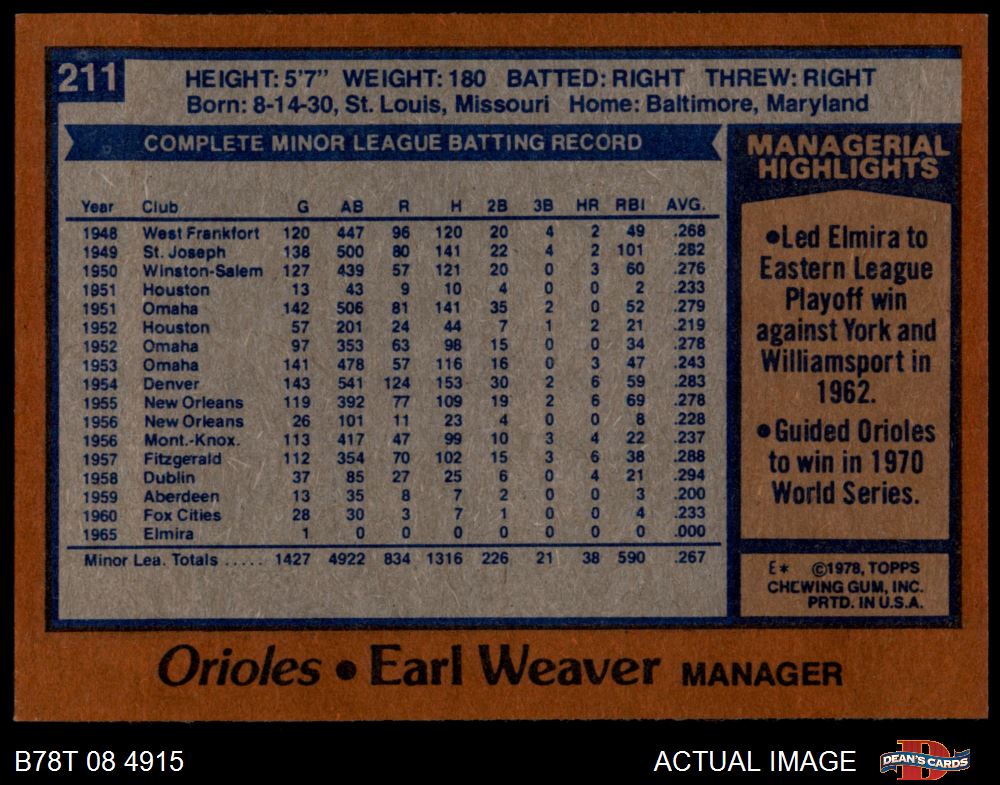 211
HEIGHT: 5'7" WEIGHT: 180 BATTED: RIGHT THREW: RIGHT
Born: 8-14-30, St. Louis, Missouri Home: Baltimore, Maryland
COMPLETE MINOR LEAGUE BATTING RECORD
Year Club G AB R H 2B 3B HR RBI AVG.
1948 West Frankfort 120 447 96 120 20 4 2 49 .268
1949 St. Joseph 138 500 80 141 22 4 2 101 .282
1950 Winston-Salem 127 439 57 121 20 0 3 60 .276
1951 Houston 13 43 9 10 4 0 0 2 .233
1951 Omaha 142 506 81 141 35 2 0 52 .279
1952 Houston 57 201 24 44 7 1 2 21 .219
1952 Omaha 97 353 63 98 15 0 0 34 .278
1953 Omaha 141 478 57 116 16 0 3 47 .243
1954 Denver 143 541 124 153 30 2 6 59 .283
1955 New Orleans 119 392 77 109 19 2 6 69 .278
1956 New Orleans 26 101 11 23 4 0 0 8 .228
1956 Mont.-Knox. 113 417 47 99 10 3 4 22 .237
1957 Fitzgerald 112 354 70 102 15 3 6 38 .288
1958 Dublin 37 85 27 25 6 0 4 21 .294
1959 Aberdeen 13 35 8 7 2 0 0 3 .200
1960 Fox Cities 28 30 3 7 1 0 0 4 .233
1965 Elmira 1 0 0 0 0 0 0 0 .000
Minor Lea. Totals ..... 1427 4922 834 1316 226 21 38 590 .267
MANAGERIAL
HIGHLIGHTS
●Led Elmira to
Eastern League
Playoff win
against York and
Williamsport in
1962.
●Guided Orioles
to win in 1970
World Series.
E* ©1978, TOPPS
CHEWING GUM, INC.
PRTD. IN U.S.A.
Orioles ● Earl Weaver MANAGER
B78T 08 4915
ACTUAL IMAGE
D
DEAN'S CARDS